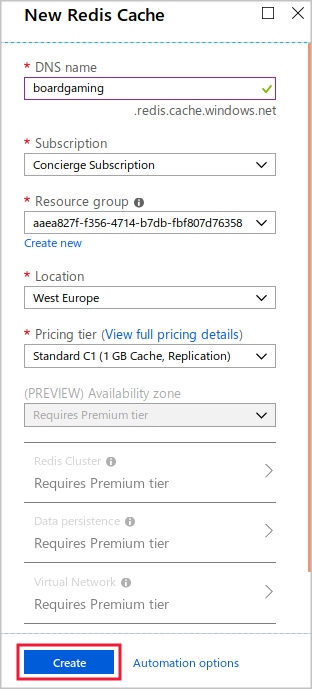 New Redis Cache
* DNS name
boardgaming
.redis.cache.windows.net
* Subscription
Concierge Subscription
* Resource group
aaea827f-f356-4714-b7db-fbf807d76358
Create new
* Location
West Europe
* Pricing tier (View full pricing details)
Standard C1 (1 GB Cache, Replication)
(PREVIEW) Availability zone
Requires Premium tier
Redis Cluster
Requires Premium tier
Data persistence
Requires Premium tier
Virtual Network
Requires Premium tier
Create Automation options